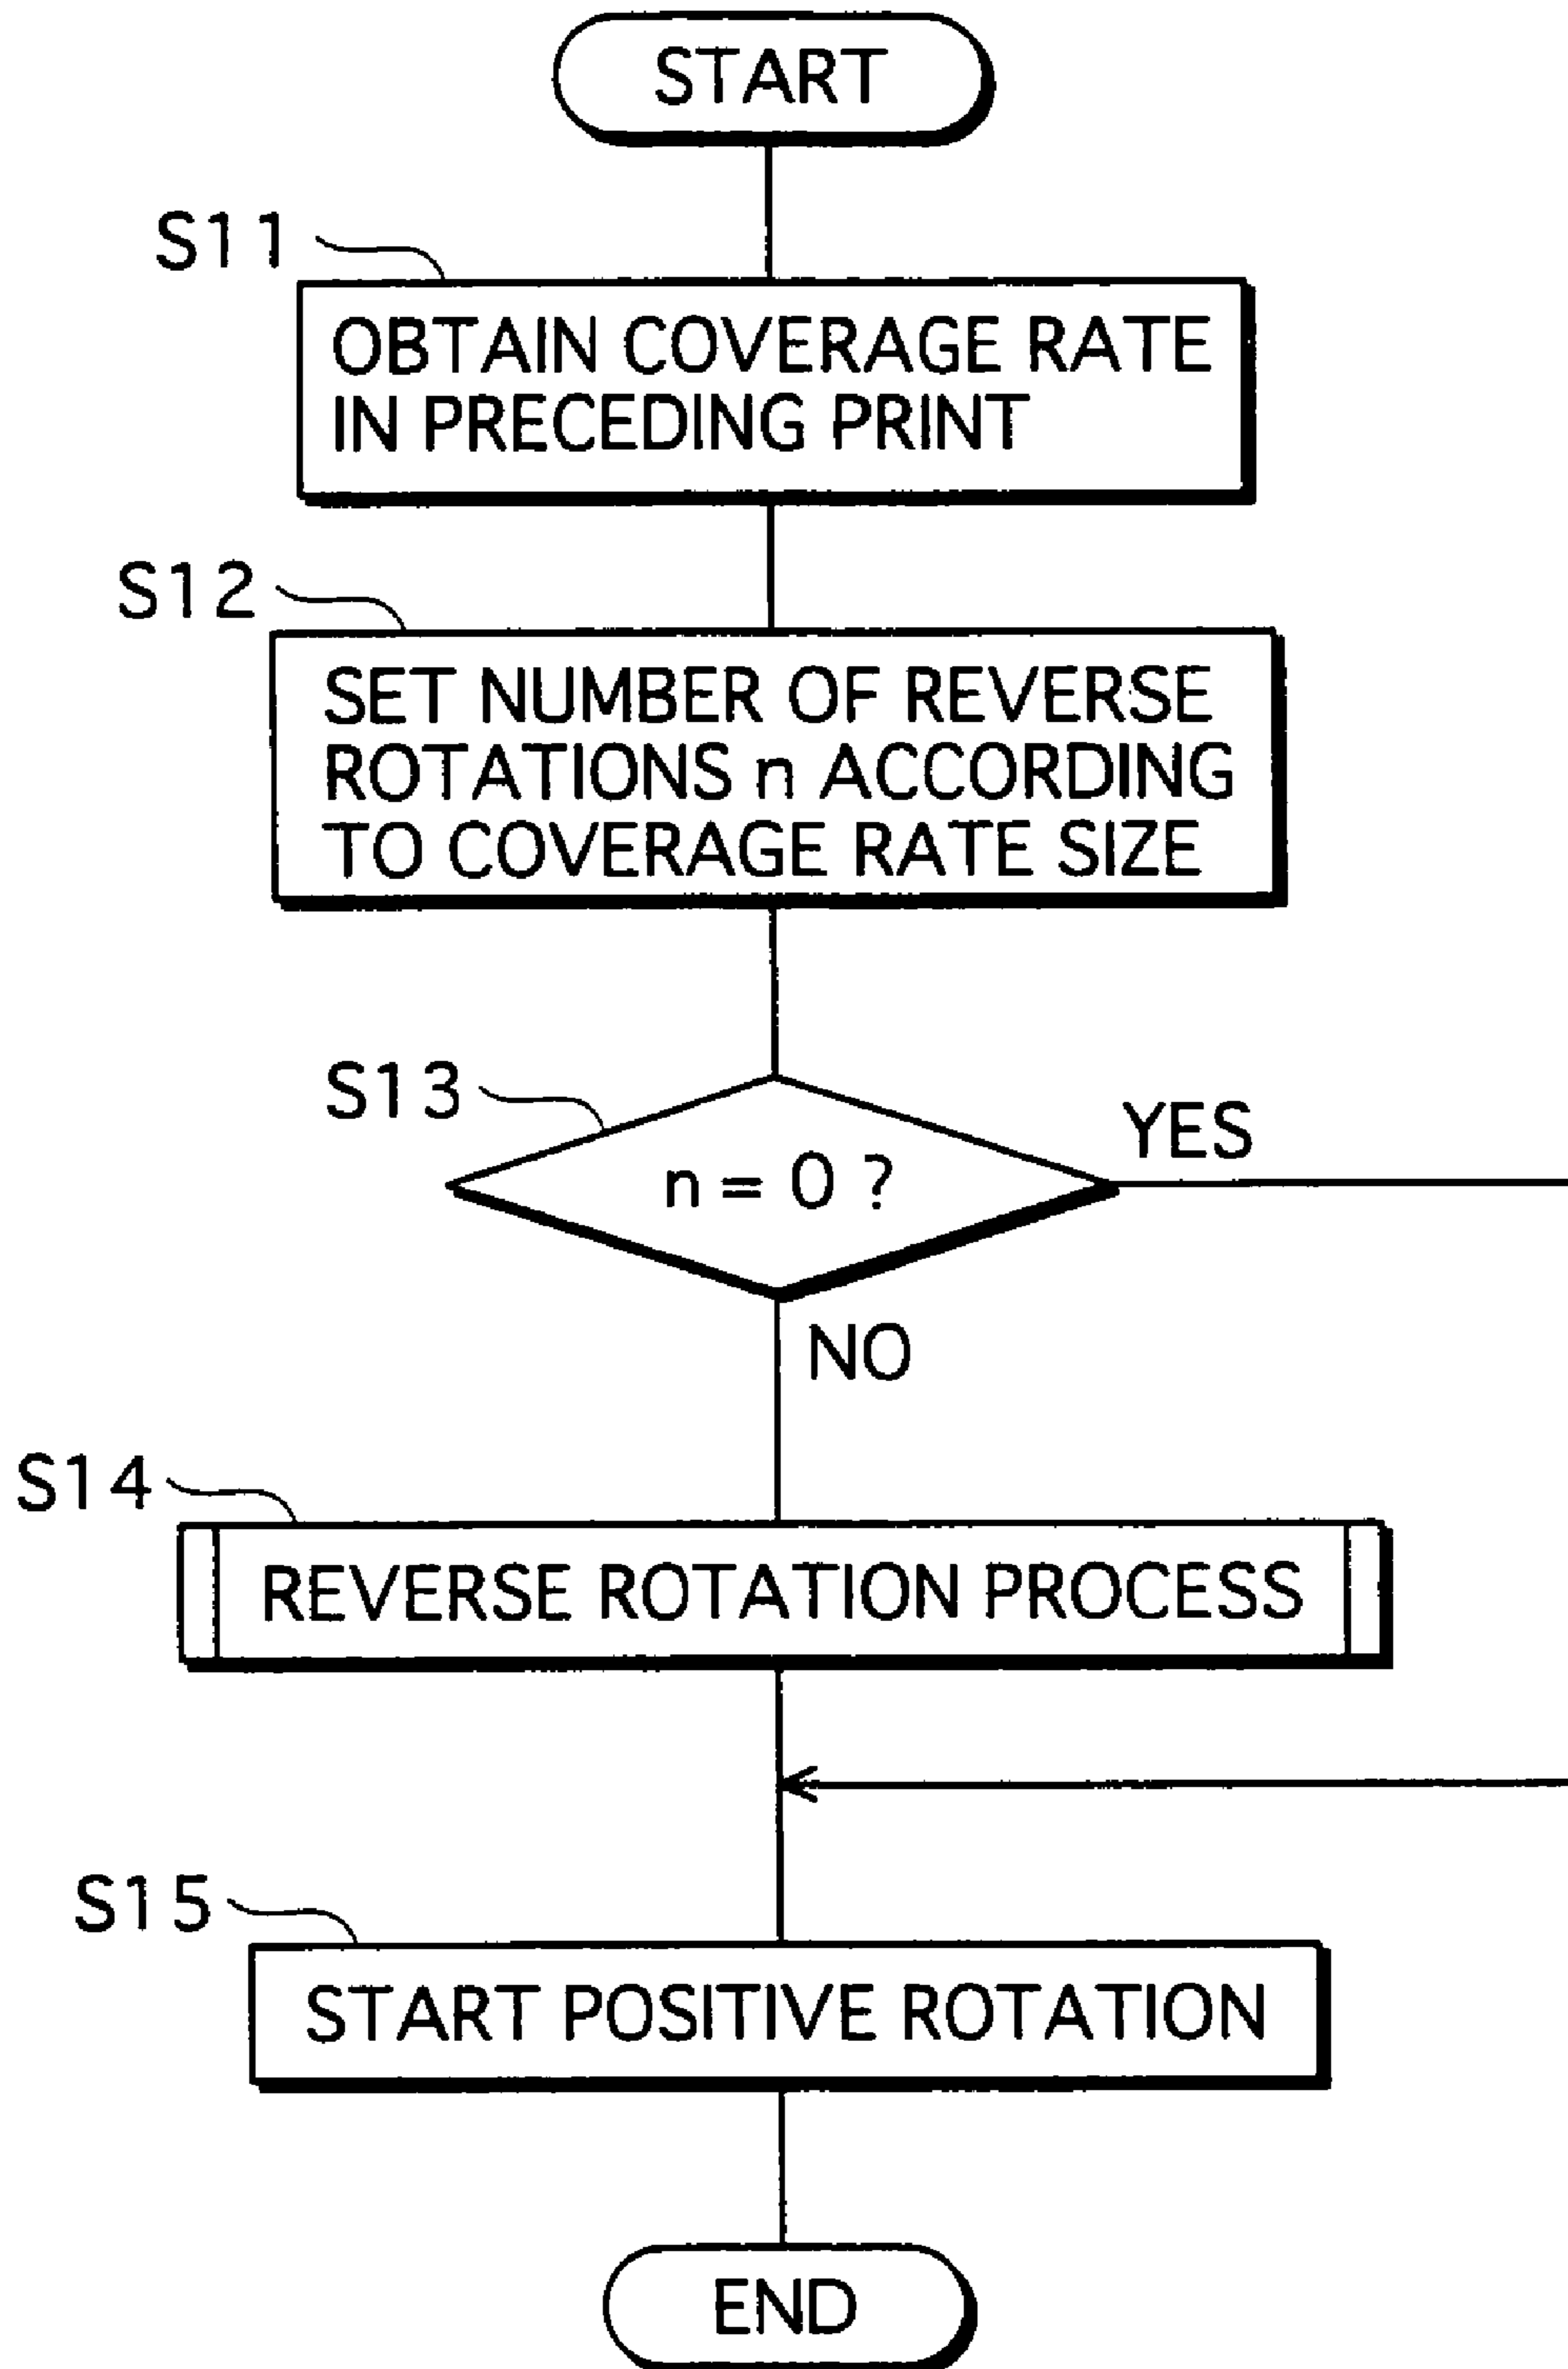 START
S11
OBTAIN COVERAGE RATE
IN PRECEDING PRINT
S12
SET NUMBER OF REVERSE
ROTATIONS n ACCORDING
TO COVERAGE RATE SIZE
S13
n = 0 ?
YES
NO
S14
REVERSE ROTATION PROCESS
S15
START POSITIVE ROTATION
END